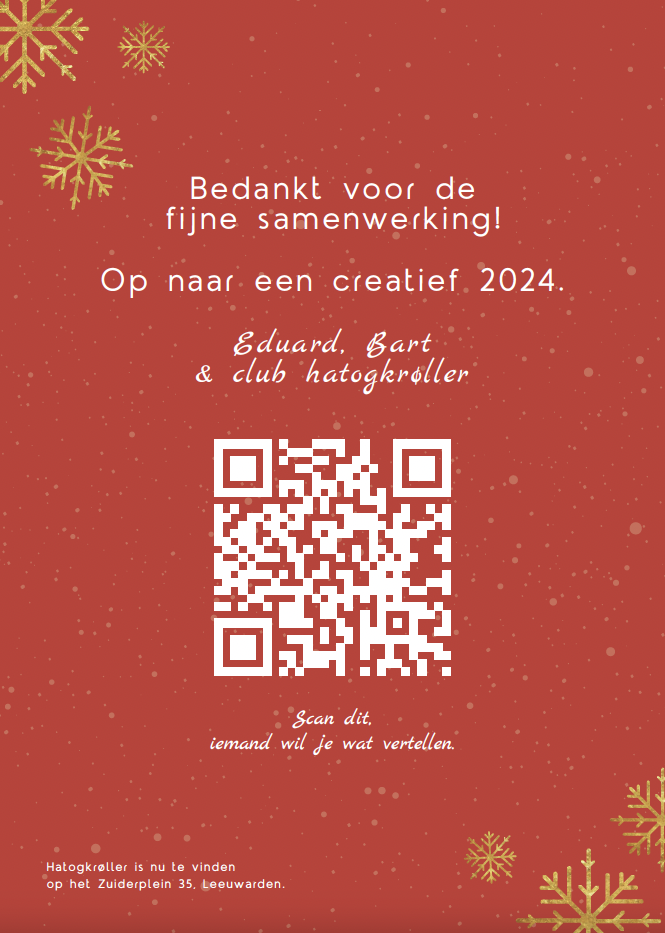 Bedankt voor de
fijne samenwerking!
Op naar een creatief 2024.
Eduard, Bart
& club hatogkrøller
Scan dit,
iemand wil je wat vertellen.
Hatogkrøller is nu te vinden
op het Zuiderplein 35, Leeuwarden.